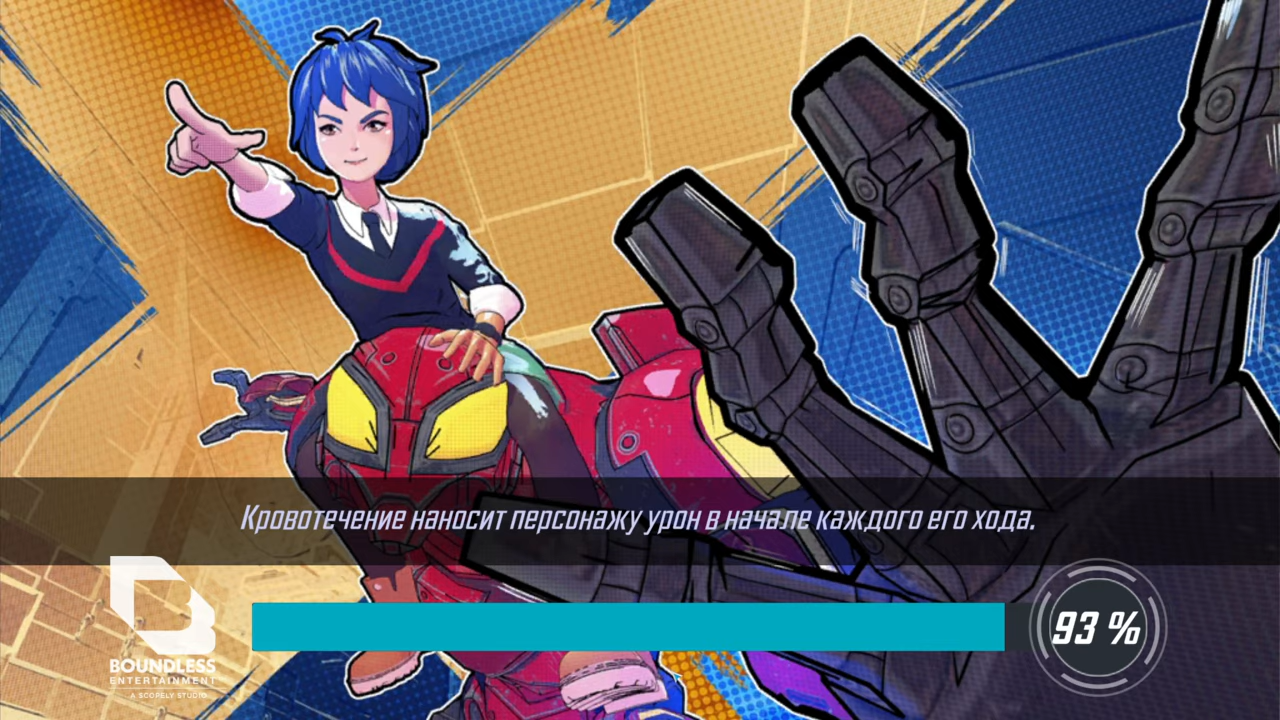 Кровотечение наносит персонажу урон в начале каждого его хода.
93 %
BOUNDLESS
ENTERTAINMENT
A SCOPELY STUDIO